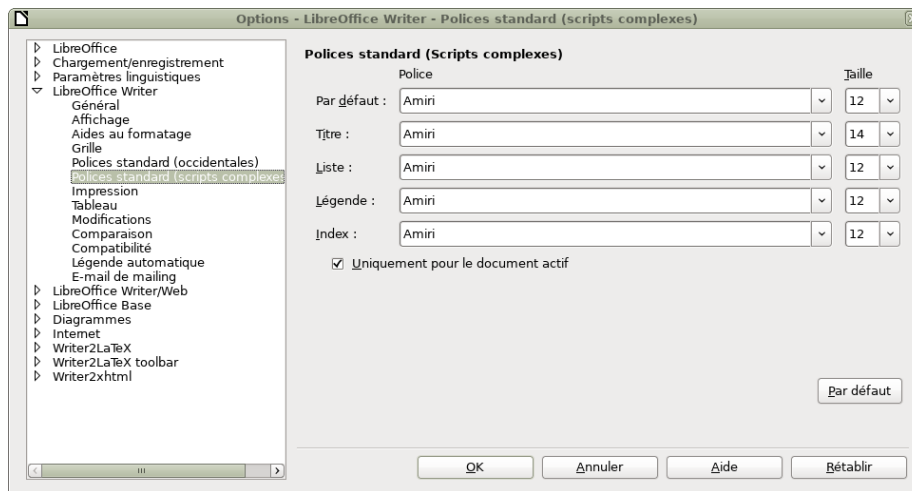 Options - LibreOffice Writer - Polices standard (scripts complexes)
LibreOffice
Chargement/enregistrement
Paramètres linguistiques
LibreOffice Writer
Général
Affichage
Aides au formatage
Grille
Polices standard (occidentales)
Polices standard (scripts complexes
Impression
Tableau
Modifications
Comparaison
Compatibilité
Légende automatique
E-mail de mailing
LibreOffice Writer/Web
LibreOffice Base
Diagrammes
Internet
Writer2LaTeX
Writer2LaTeX toolbar
Writer2xhtml
Polices standard (Scripts complexes)
Police Taille
Par défaut : Amiri 12
Titre : Amiri 14
Liste : Amiri 12
Légende : Amiri 12
Index : Amiri 12
Uniquement pour le document actif
Par défaut
OK Annuler Aide Rétablir